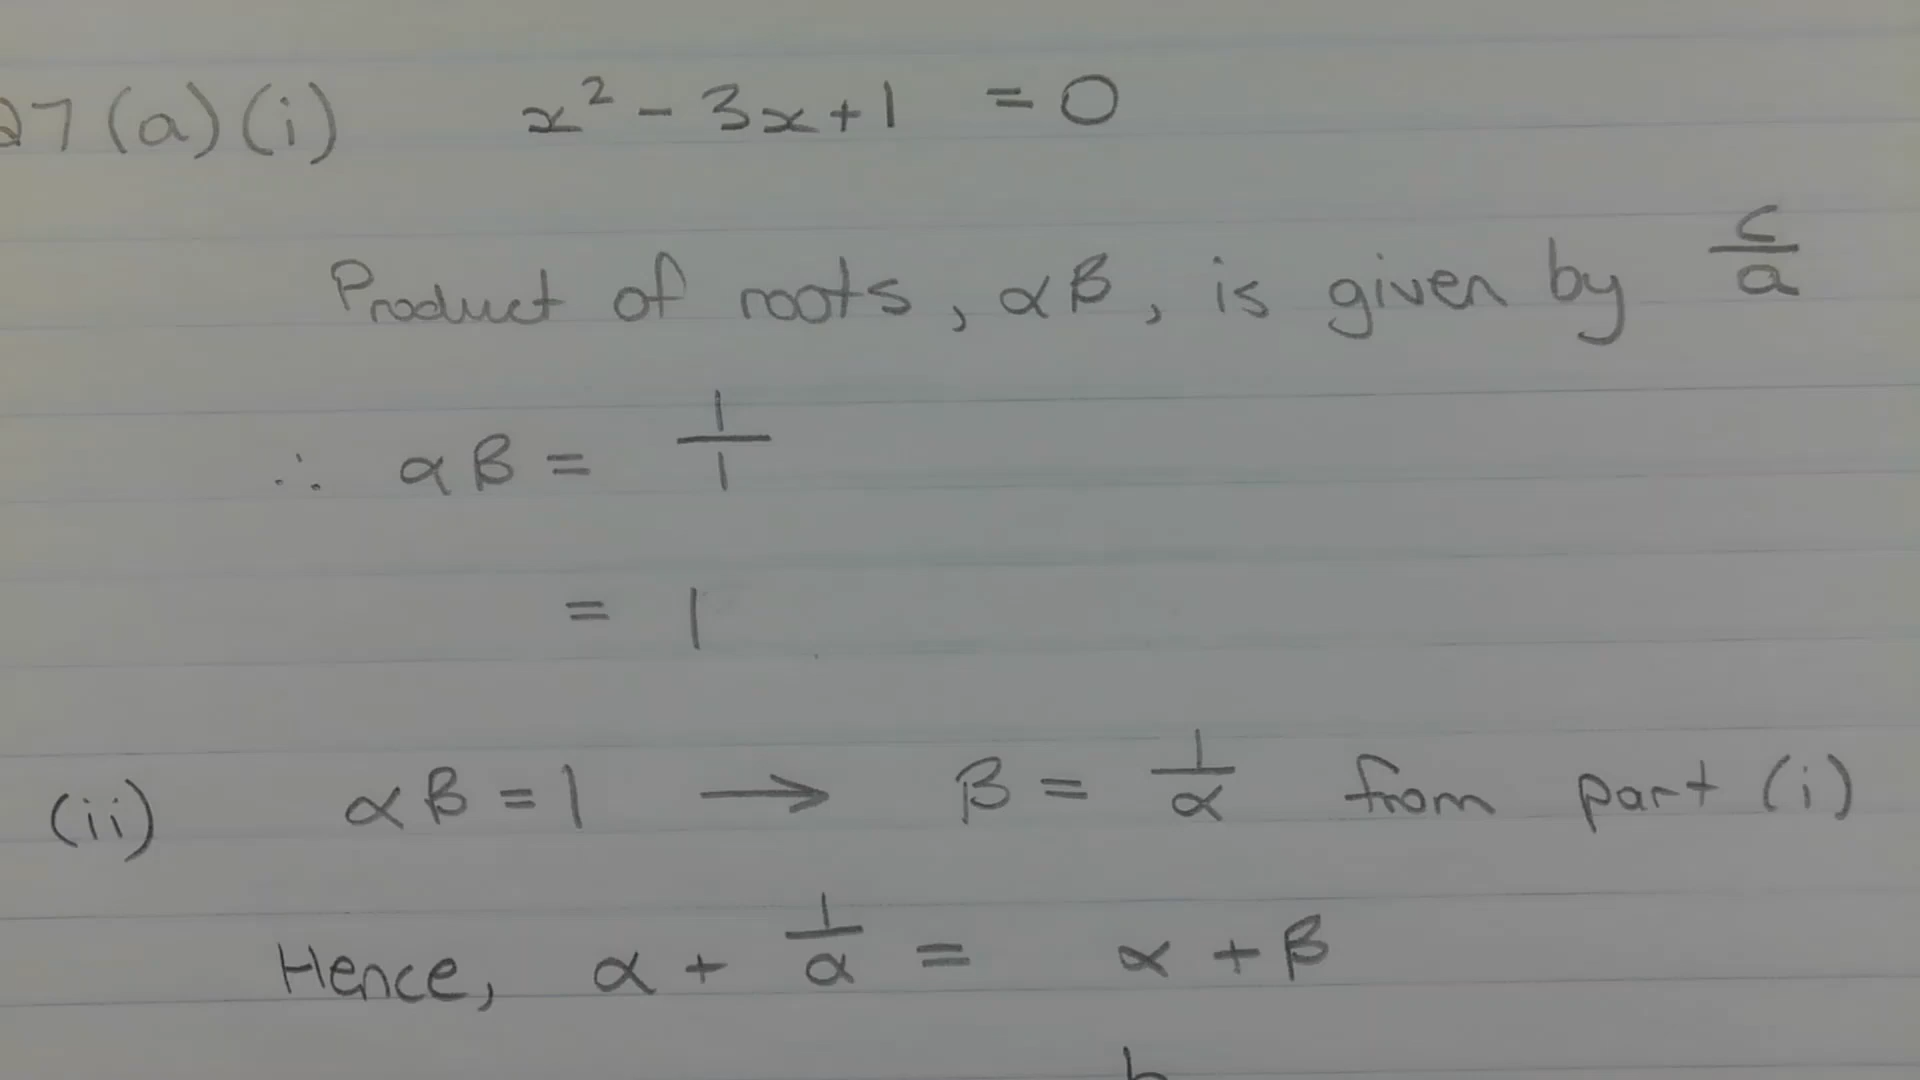 27 (a) (i) x² - 3x + 1 = 0
Product of roots, αβ, is given by c/a
∴ αβ = 1/1
= 1
(ii) αβ = 1 → β = 1/α from part (i)
Hence, α + 1/α = α + β
b